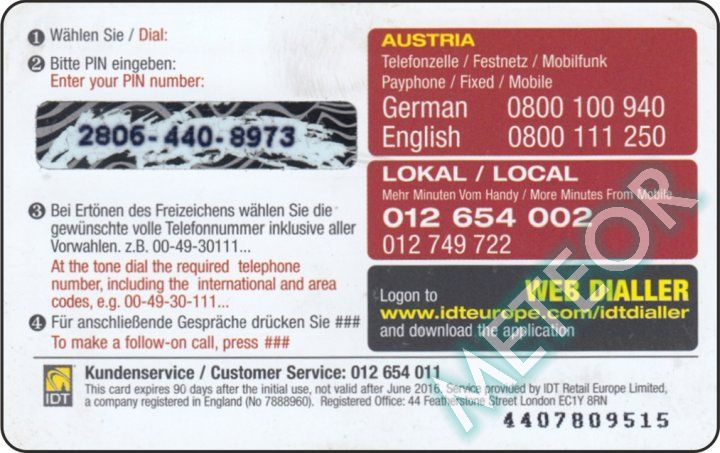 1 Wählen Sie / Dial:
2 Bitte PIN eingeben:
Enter your PIN number:
2806-440-8973
3 Bei Ertönen des Freizeichens wählen Sie die
gewünschte volle Telefonnummer inklusive aller
Vorwahlen. z.B. 00-49-30111...
At the tone dial the required telephone
number, including the international and area
codes, e.g. 00-49-30-111...
4 Für anschließende Gespräche drücken Sie ###
To make a follow-on call, press ###
AUSTRIA
Telefonzelle / Festnetz / Mobilfunk
Payphone / Fixed / Mobile
German 0800 100 940
English 0800 111 250
LOKAL / LOCAL
Mehr Minuten Vom Handy / More Minutes From Mobile
012 654 002
012 749 722
Logon to WEB DIALLER
www.idteurope.com/idtdialler
and download the application
METEOR
IDT
Kundenservice / Customer Service: 012 654 011
This card expires 90 days after the initial use, not valid after June 2016. Service provided by IDT Retail Europe Limited,
a company registered in England (No 7888960). Registered Office: 44 Featherstone Street London EC1Y 8RN
4407809515